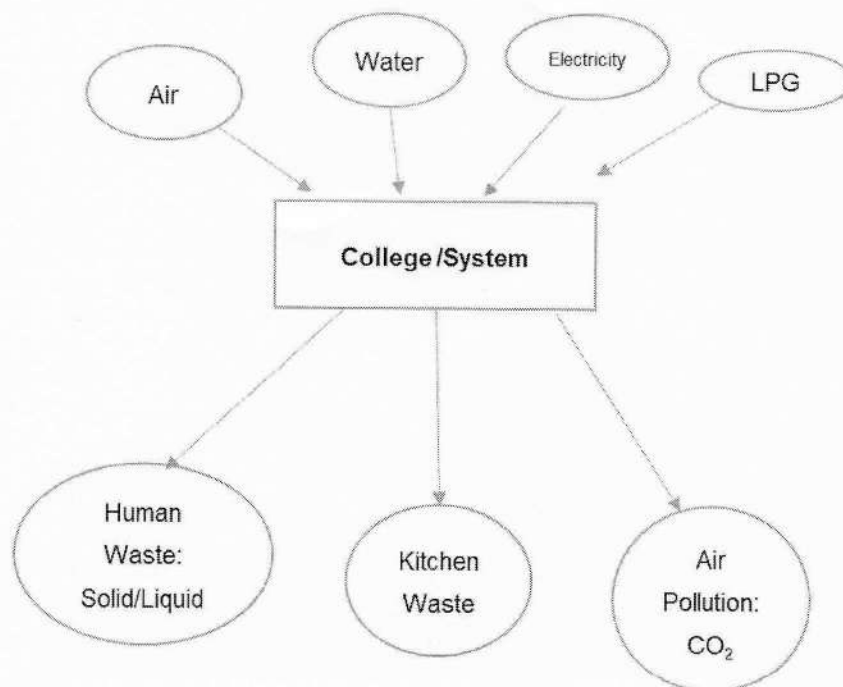 Air
Water
Electricity
LPG
College/System
Human
Waste:
Solid/Liquid
Kitchen
Waste
Air
Pollution:
CO₂